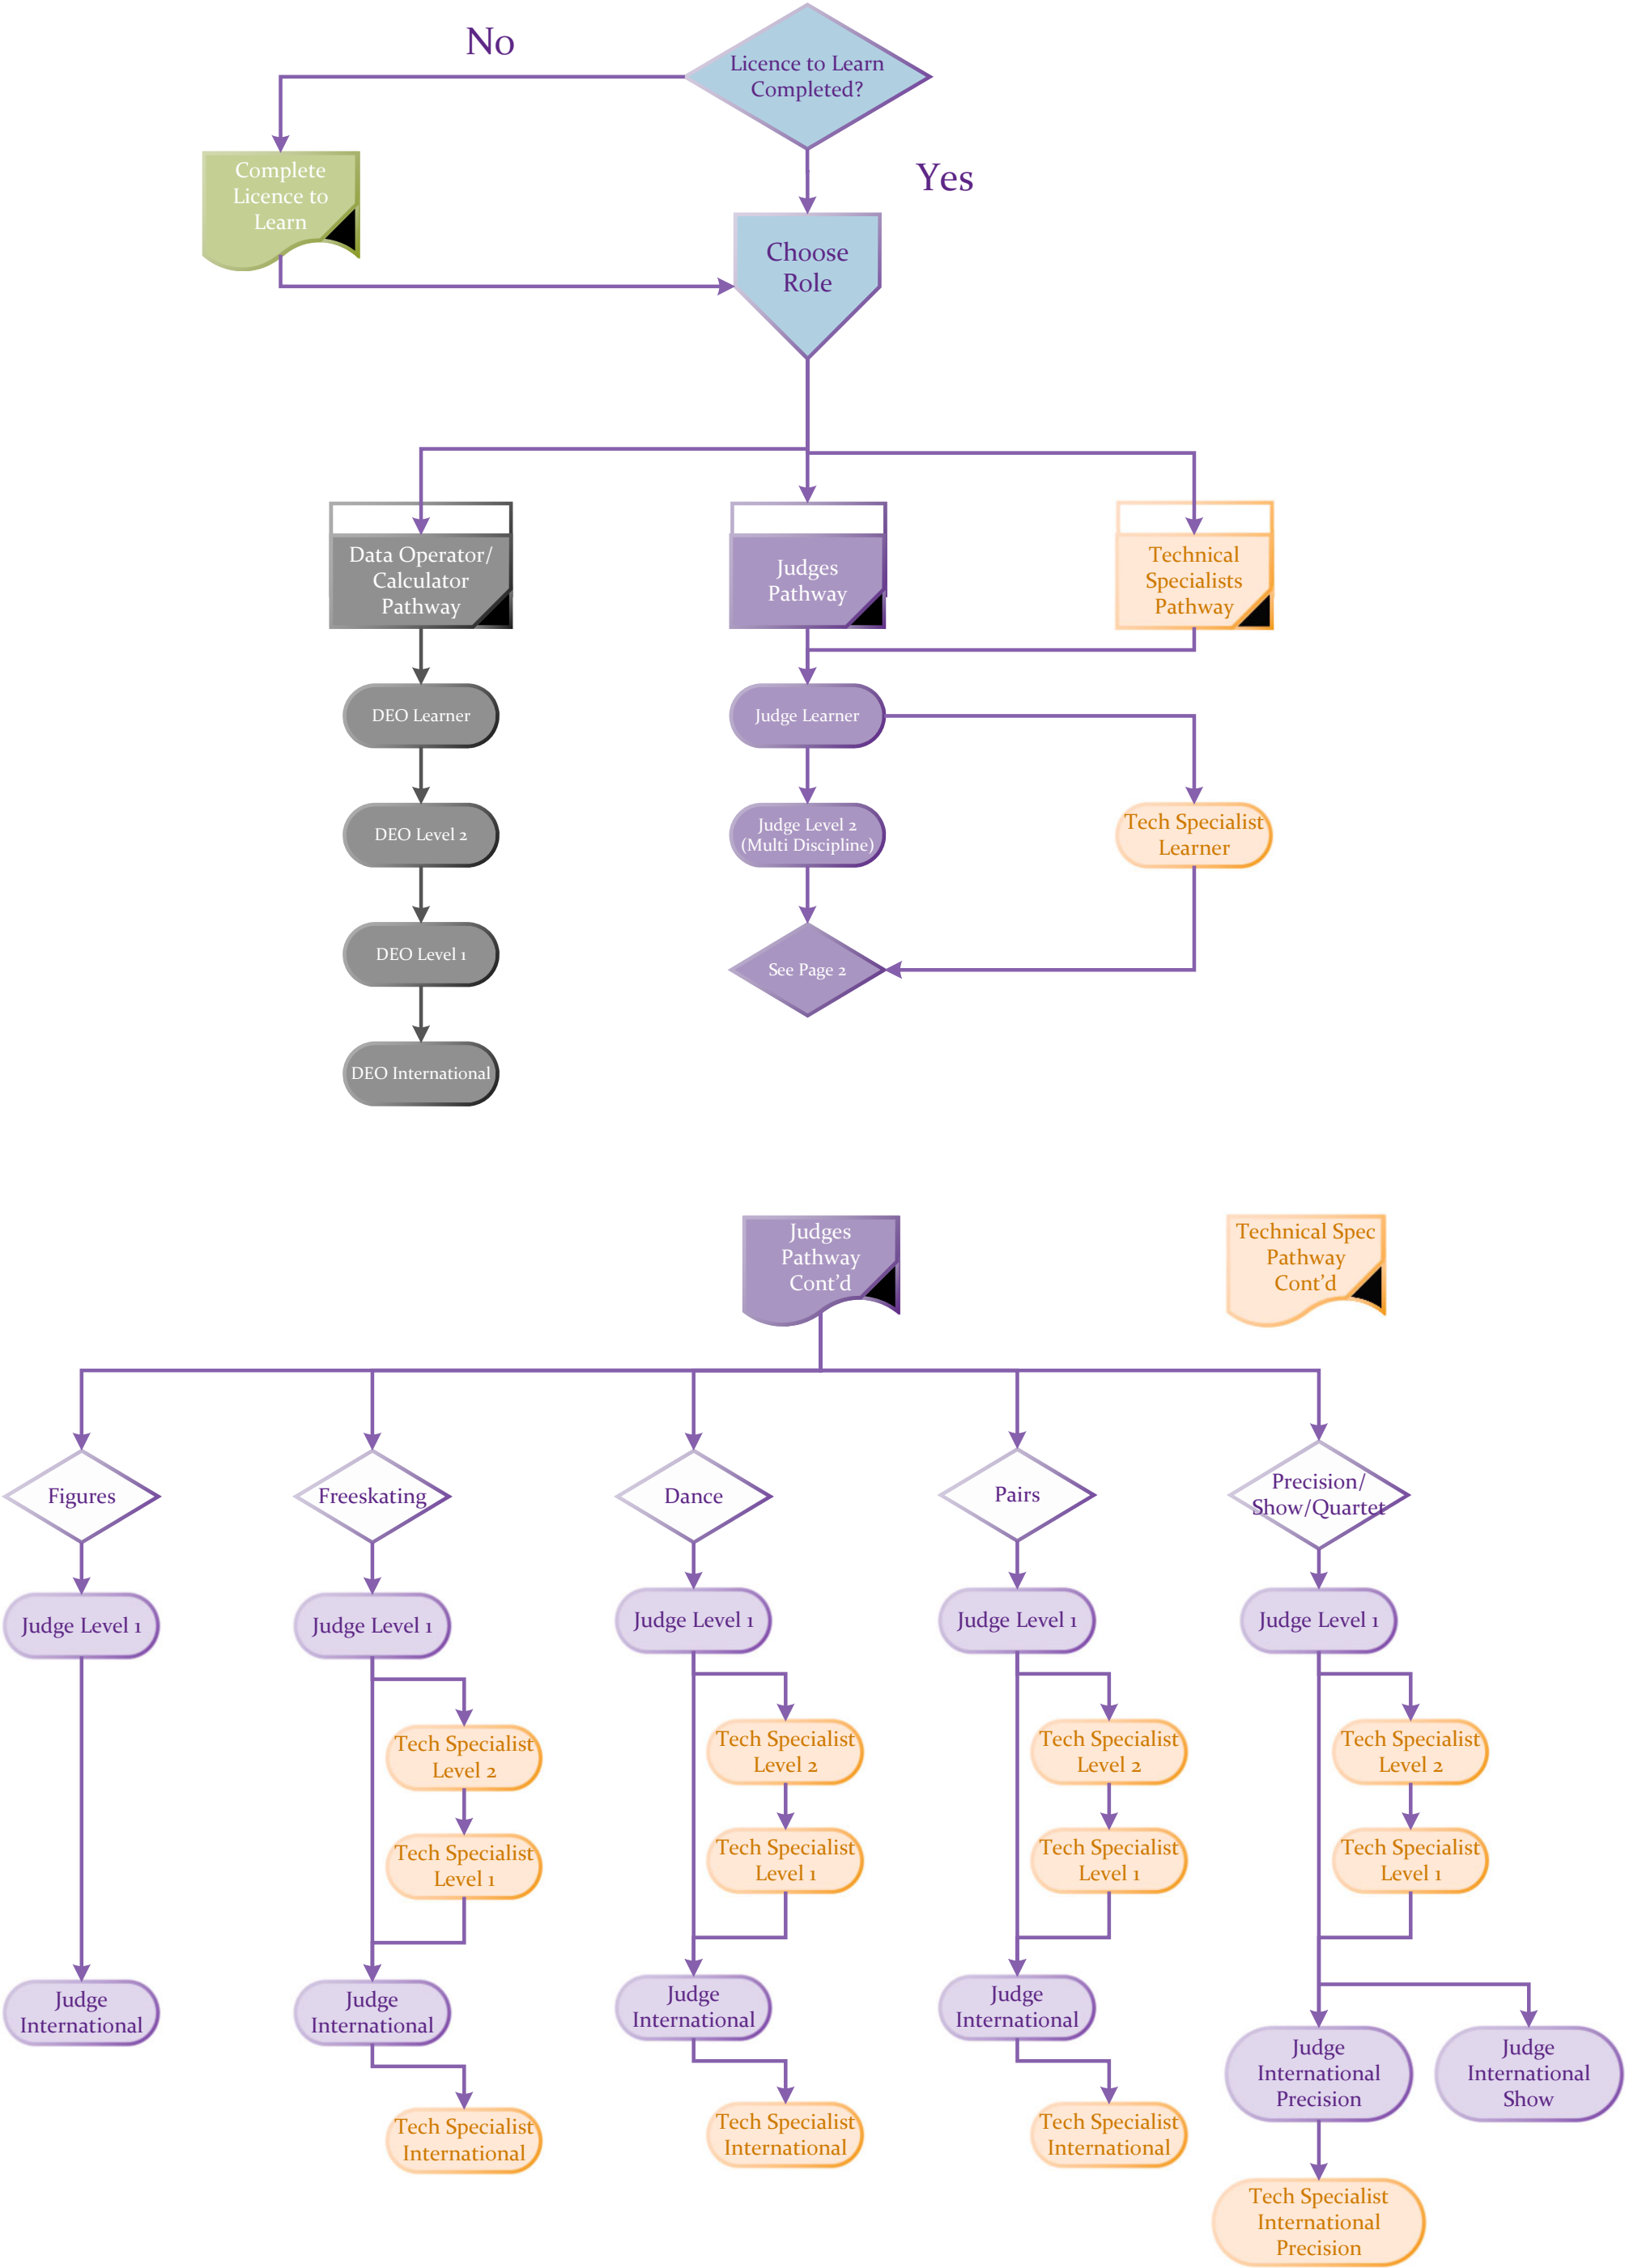 No
Licence to Learn
Completed?
Complete
Licence to
Learn
Yes
Choose
Role
Data Operator/
Calculator
Pathway
Judges
Pathway
Technical
Specialists
Pathway
DEO Learner
Judge Learner
DEO Level 2
Judge Level 2
(Multi Discipline)
Tech Specialist
Learner
DEO Level 1
See Page 2
DEO International
Judges
Pathway
Cont'd
Technical Spec
Pathway
Cont'd
Figures
Freeskating
Dance
Pairs
Precision/
Show/Quartet
Judge Level 1
Judge Level 1
Judge Level 1
Judge Level 1
Judge Level 1
Tech Specialist
Level 2
Tech Specialist
Level 2
Tech Specialist
Level 2
Tech Specialist
Level 2
Tech Specialist
Level 1
Tech Specialist
Level 1
Tech Specialist
Level 1
Tech Specialist
Level 1
Judge
International
Judge
International
Judge
International
Judge
International
Judge
International
Precision
Judge
International
Show
Tech Specialist
International
Tech Specialist
International
Tech Specialist
International
Tech Specialist
International
Precision